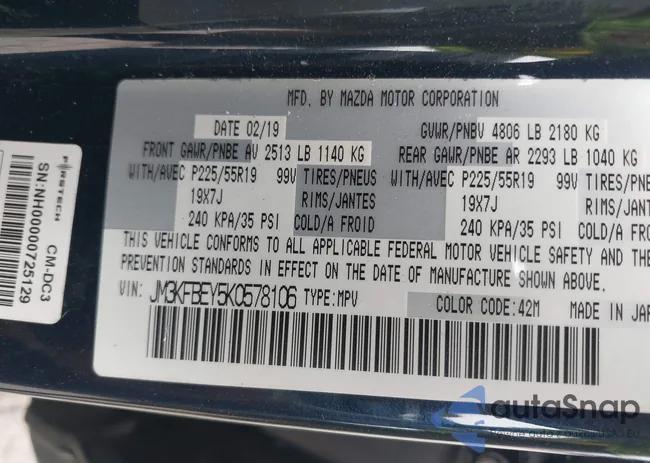 MFD. BY MAZDA MOTOR CORPORATION
DATE 02/19 GVWR/PNBV 4806 LB 2180 KG
FRONT GAWR/PNBE AV 2513 LB 1140 KG REAR GAWR/PNBE AR 2293 LB 1040 KG
WITH/AVEC P225/55R19 99V TIRES/PNEUS WITH/AVEC P225/55R19 99V TIRES/PNEUS
19X7J RIMS/JANTES 19X7J RIMS/JANTES
240 KPA/35 PSI COLD/A FROID 240 KPA/35 PSI COLD/A FROID
THIS VEHICLE CONFORMS TO ALL APPLICABLE FEDERAL MOTOR VEHICLE SAFETY AND THE
PREVENTION STANDARDS IN EFFECT ON THE DATE OF MANUFACTURE SHOWN ABOVE.
VIN: JM3KFBEY5K0578106 TYPE:MPV COLOR CODE:42M MADE IN JAP
FIRSTECH
CM-DC3
SN:NH000000725129
autoSnap